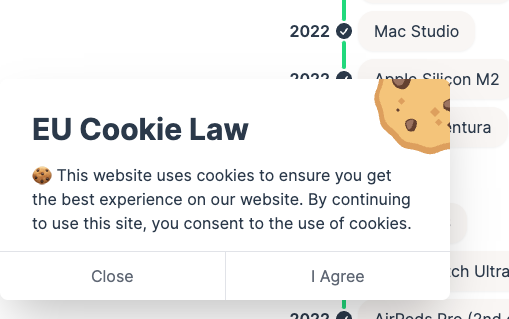 2022 Mac Studio
2022 Apple Silicon M2
entura
EU Cookie Law
🍪 This website uses cookies to ensure you get
the best experience on our website. By continuing
to use this site, you consent to the use of cookies.
tch Ultra
Close I Agree
2022 AirPods Pro (2nd